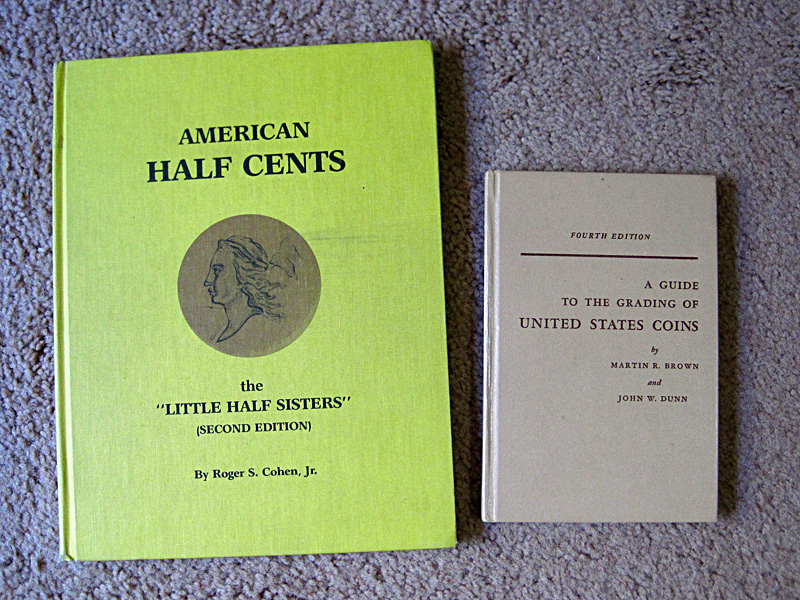 AMERICAN
HALF CENTS
the
"LITTLE HALF SISTERS"
(SECOND EDITION)
By Roger S. Cohen, Jr.
FOURTH EDITION
A GUIDE
TO THE GRADING OF
UNITED STATES COINS
by
MARTIN R. BROWN
and
JOHN W. DUNN